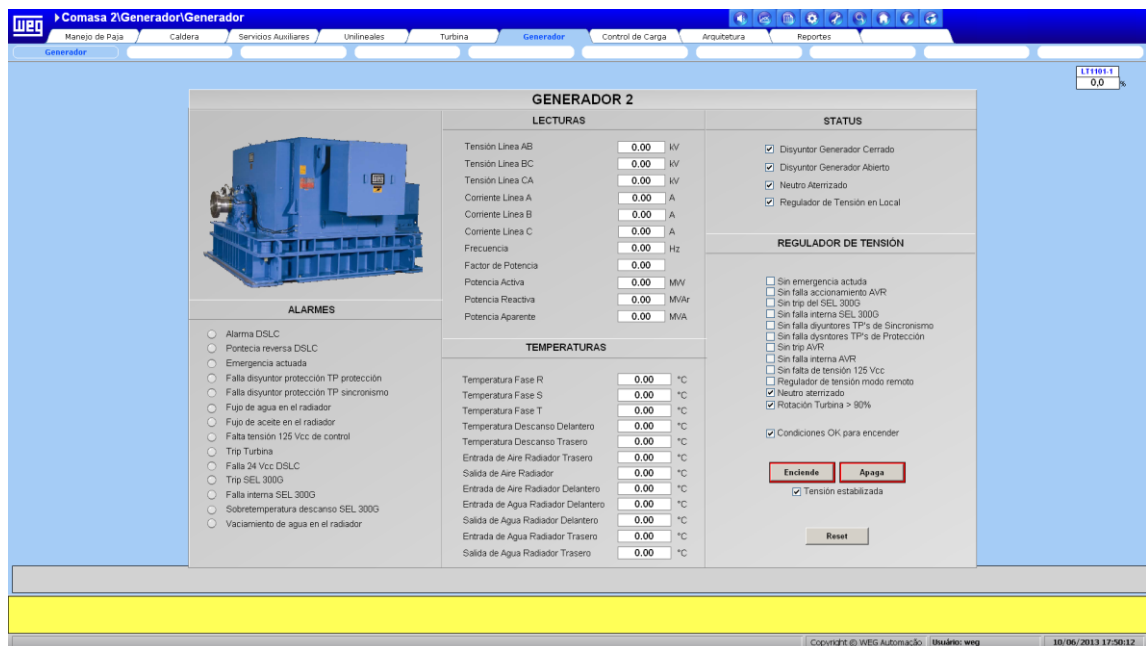 weg
Comasa 2\Generador\Generador
Manejo de Paja
Caldera
Servicios Auxiliares
Unilineales
Turbina
Generador
Control de Carga
Arquitetura
Reportes
Generador
LT1101-1
0,0 %
GENERADOR 2
LECTURAS
Tensión Línea AB 0.00 kV
Tensión Línea BC 0.00 kV
Tensión Línea CA 0.00 kV
Corriente Línea A 0.00 A
Corriente Línea B 0.00 A
Corriente Línea C 0.00 A
Frecuencia 0.00 Hz
Factor de Potencia 0.00
Potencia Activa 0.00 MW
Potencia Reactiva 0.00 MVAr
Potencia Aparente 0.00 MVA
STATUS
Disyuntor Generador Cerrado
Disyuntor Generador Abierto
Neutro Aterrizado
Regulador de Tensión en Local
ALARMES
Alarma DSLC
Pontecia reversa DSLC
Emergencia actuada
Falla disyuntor protección TP protección
Falla disyuntor protección TP sincronismo
Fujo de agua en el radiador
Fujo de aceite en el radiador
Falta tensión 125 Vcc de control
Trip Turbina
Falla 24 Vcc DSLC
Trip SEL 300G
Falla interna SEL 300G
Sobretemperatura descanso SEL 300G
Vaciamiento de agua en el radiador
TEMPERATURAS
Temperatura Fase R 0.00 °C
Temperatura Fase S 0.00 °C
Temperatura Fase T 0.00 °C
Temperatura Descanso Delantero 0.00 °C
Temperatura Descanso Trasero 0.00 °C
Entrada de Aire Radiador Trasero 0.00 °C
Salida de Aire Radiador 0.00 °C
Entrada de Aire Radiador Delantero 0.00 °C
Entrada de Agua Radiador Delantero 0.00 °C
Salida de Agua Radiador Delantero 0.00 °C
Entrada de Agua Radiador Trasero 0.00 °C
Salida de Agua Radiador Trasero 0.00 °C
REGULADOR DE TENSIÓN
Sin emergencia actuda
Sin falla accionamiento AVR
Sin trip del SEL 300G
Sin falla interna SEL 300G
Sin falla diyuntores TP's de Sincronismo
Sin falla dysntores TP's de Protección
Sin trip AVR
Sin falla interna AVR
Sin falta de tensión 125 Vcc
Regulador de tensión modo remoto
Neutro aterrizado
Rotación Turbina > 90%
Condiciones OK para encender
Enciende
Apaga
Tensión estabilizada
Reset
Copyright © WEG Automação
Usuário: weg
10/06/2013 17:50:12